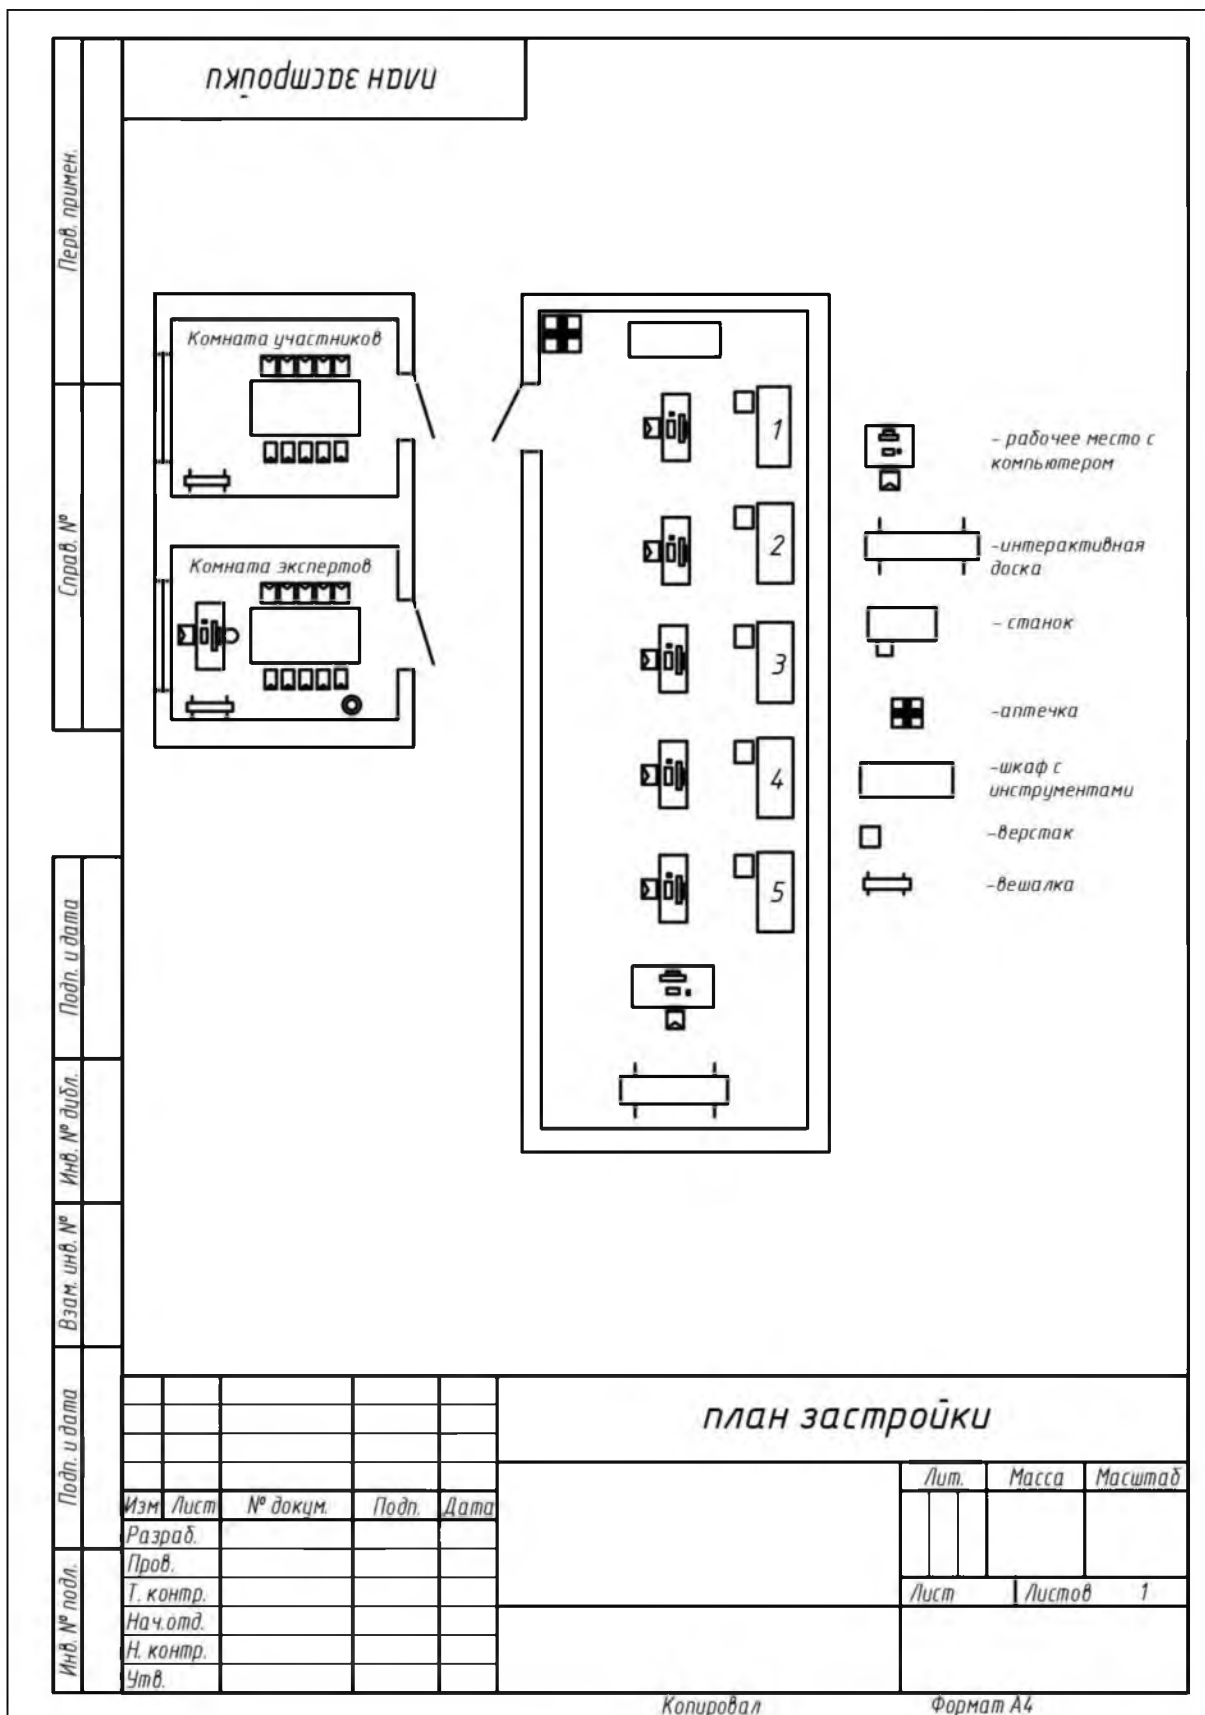 план застройки
Перв. примен.
Справ. №
Подп. и дата
Инв. № дубл.
Взам. инв. №
Подп. и дата
Инв. № подл.
Комната участников
Комната экспертов
1
2
3
4
5
- рабочее место с
компьютером
-интерактивная
доска
- станок
-аптечка
-шкаф с
инструментами
-верстак
-вешалка
план застройки
Лит. Масса Масштаб
Изм Лист № докум. Подп. Дата
Разраб.
Пров.
Т. контр.
Лист Листов 1
Нач.отд.
Н. контр.
Утв.
Копировал Формат А4